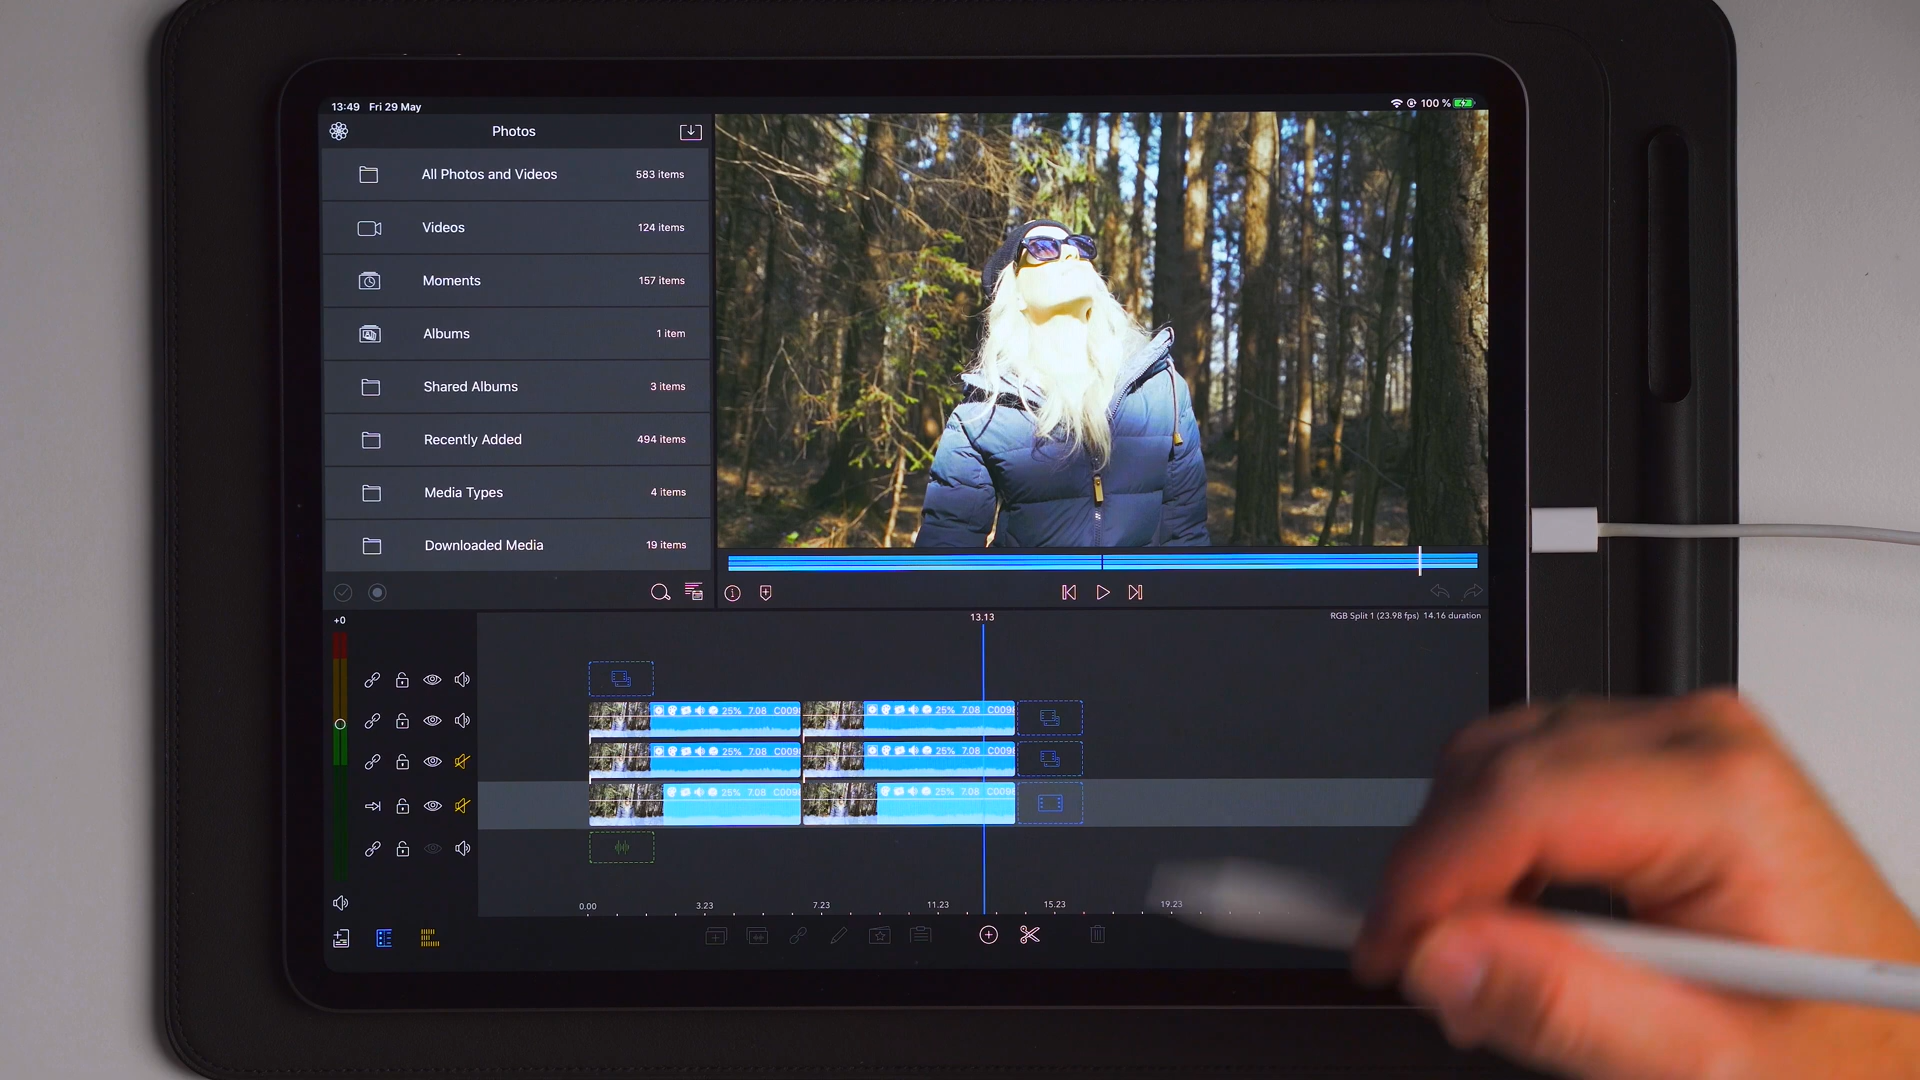 13:49 Fri 29 May
100 %
Photos
All Photos and Videos 583 items
Videos 124 items
Moments 157 items
Albums 1 item
Shared Albums 3 items
Recently Added 494 items
Media Types 4 items
Downloaded Media 19 items
+0
13.13
RGB Split 1 (23.98 fps) 14.16 duration
25% 7.08 C009 25% 7.08 C009
25% 7.08 C009 25% 7.08 C009
25% 7.08 C009 25% 7.08 C009
0.00 3.23 7.23 11.23 15.23 19.23